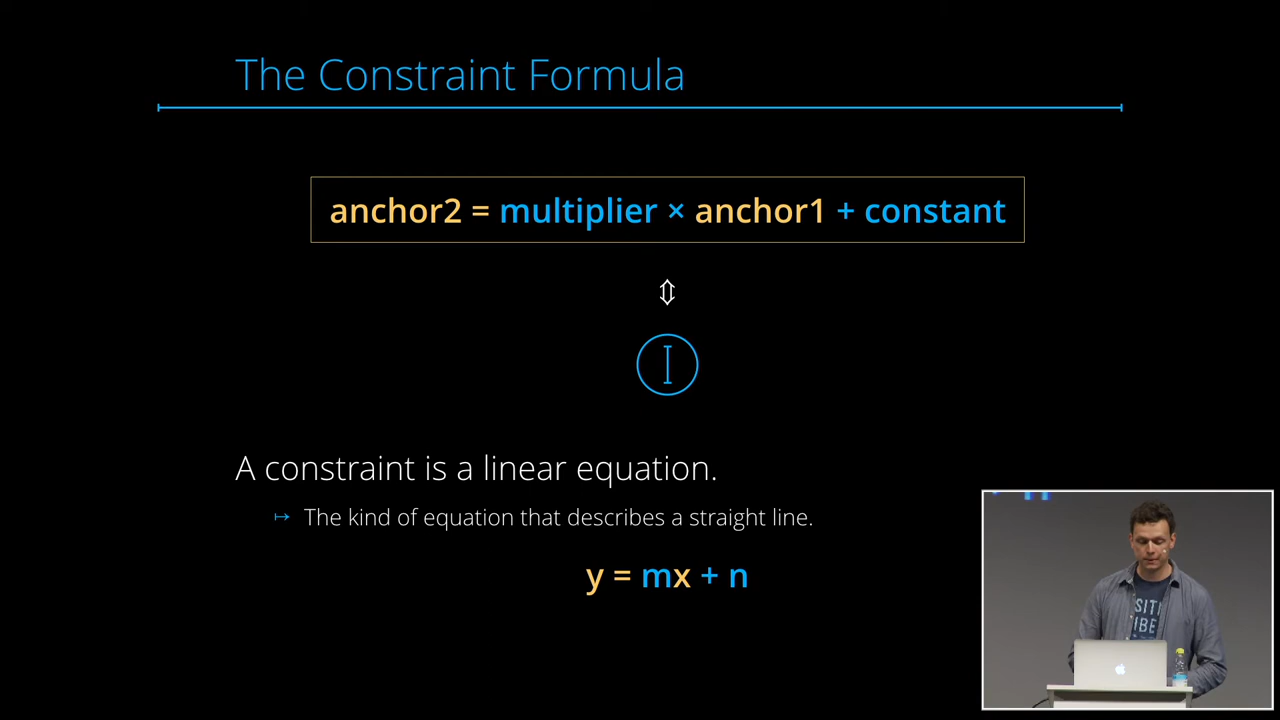 The Constraint Formula
anchor2 = multiplier × anchor1 + constant
⇕
A constraint is a linear equation.
↦ The kind of equation that describes a straight line.
y = mx + n